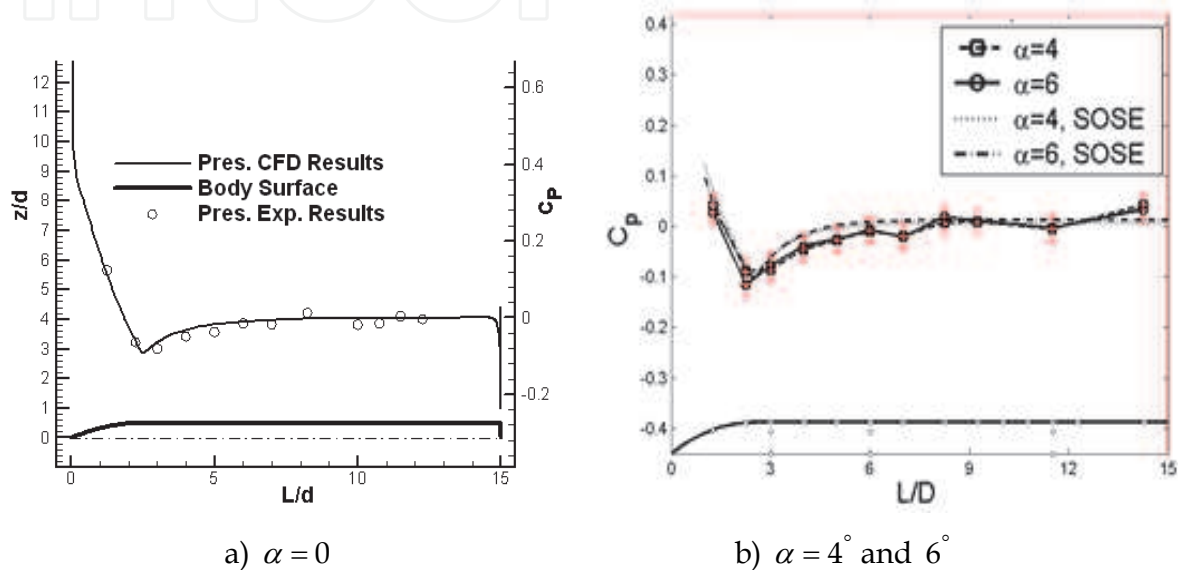 12
11
10
9
8
7
6
5
4
3
2
1
0
z/d
Pres. CFD Results
Body Surface
Pres. Exp. Results
0.6
0.4
0.2
0
-0.2
C_P
0
5
10
15
L/d
a) α = 0
0.4
0.3
0.2
0.1
0
-0.1
-0.2
-0.3
-0.4
C_P
α=4
α=6
α=4, SOSE
α=6, SOSE
0
3
6
9
12
15
L/D
b) α = 4° and 6°